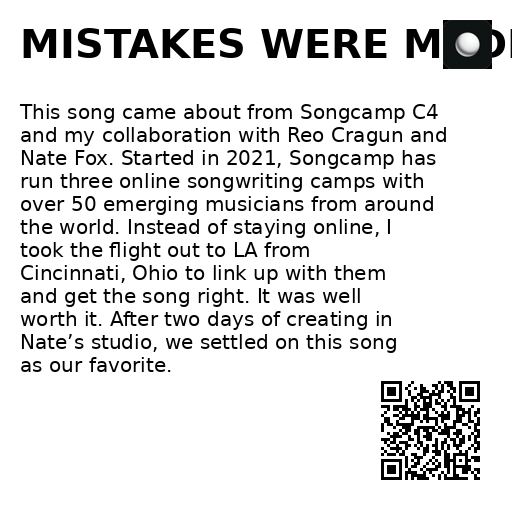 MISTAKES WERE
This song came about from Songcamp C4
and my collaboration with Reo Cragun and
Nate Fox. Started in 2021, Songcamp has
run three online songwriting camps with
over 50 emerging musicians from around
the world. Instead of staying online, I
took the flight out to LA from
Cincinnati, Ohio to link up with them
and get the song right. It was well
worth it. After two days of creating in
Nate’s studio, we settled on this song
as our favorite.